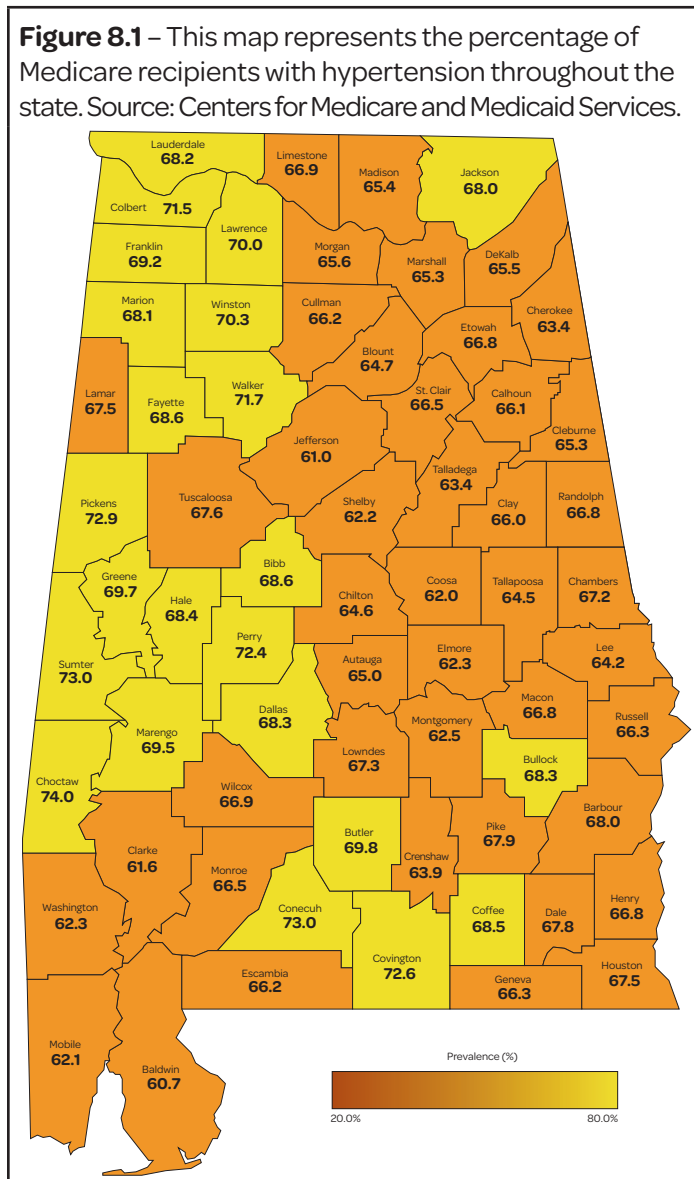 Figure 8.1 – This map represents the percentage of
Medicare recipients with hypertension throughout the
state. Source: Centers for Medicare and Medicaid Services.
Lauderdale
68.2
Limestone
66.9
Madison
65.4
Jackson
68.0
Colbert 71.5
Lawrence
70.0
Franklin
69.2
Morgan
65.6
Marshall
65.3
DeKalb
65.5
Marion
68.1
Winston
70.3
Cullman
66.2
Cherokee
63.4
Etowah
66.8
Blount
64.7
Lamar
67.5
Fayette
68.6
Walker
71.7
St. Clair
66.5
Calhoun
66.1
Cleburne
65.3
Jefferson
61.0
Talladega
63.4
Pickens
72.9
Tuscaloosa
67.6
Shelby
62.2
Clay
66.0
Randolph
66.8
Greene
69.7
Hale
68.4
Bibb
68.6
Chilton
64.6
Coosa
62.0
Tallapoosa
64.5
Chambers
67.2
Sumter
73.0
Perry
72.4
Autauga
65.0
Elmore
62.3
Lee
64.2
Marengo
69.5
Dallas
68.3
Lowndes
67.3
Montgomery
62.5
Macon
66.8
Russell
66.3
Choctaw
74.0
Wilcox
66.9
Bullock
68.3
Barbour
68.0
Clarke
61.6
Monroe
66.5
Butler
69.8
Crenshaw
63.9
Pike
67.9
Washington
62.3
Conecuh
73.0
Covington
72.6
Coffee
68.5
Dale
67.8
Henry
66.8
Escambia
66.2
Geneva
66.3
Houston
67.5
Mobile
62.1
Baldwin
60.7
Prevalence (%)
20.0% 80.0%